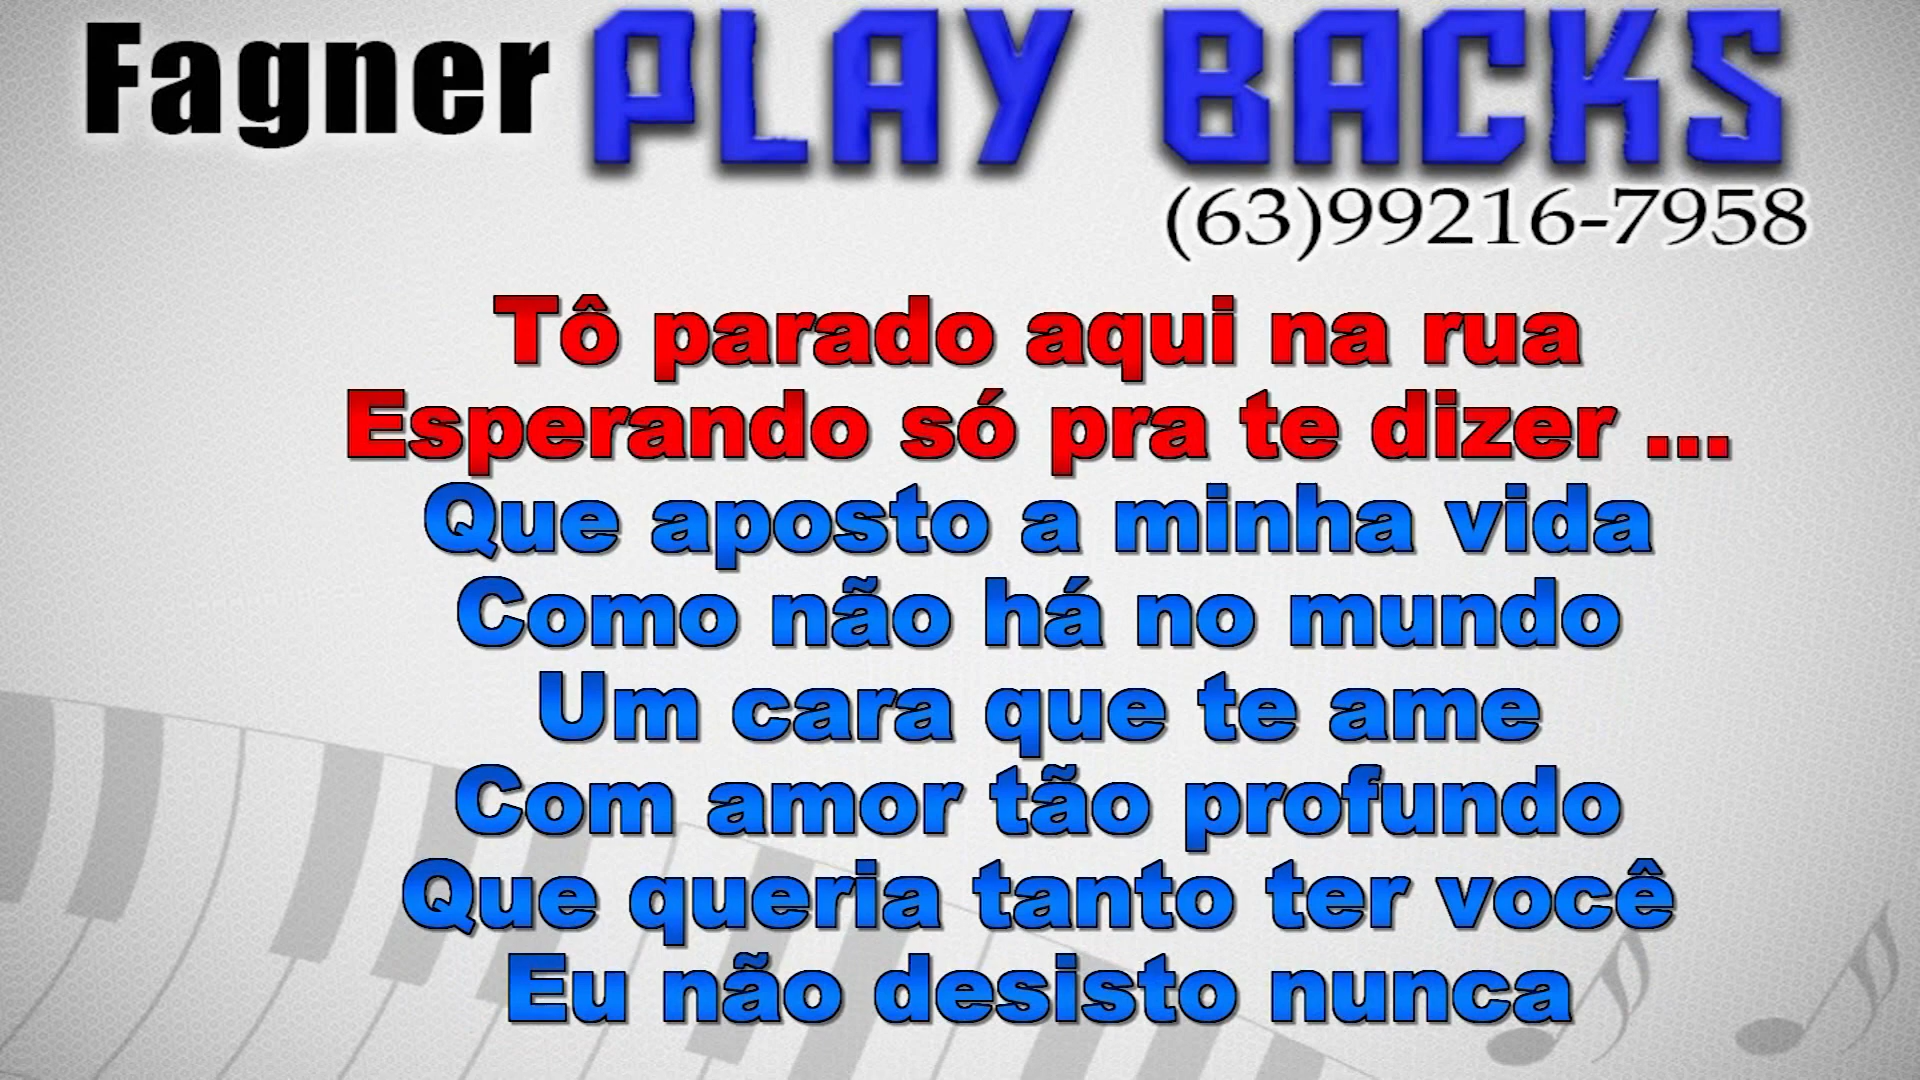 Fagner PLAY BACKS
(63)99216-7958
Tô parado aqui na rua
Esperando só pra te dizer ...
Que aposto a minha vida
Como não há no mundo
Um cara que te ame
Com amor tão profundo
Que queria tanto ter você
Eu não desisto nunca